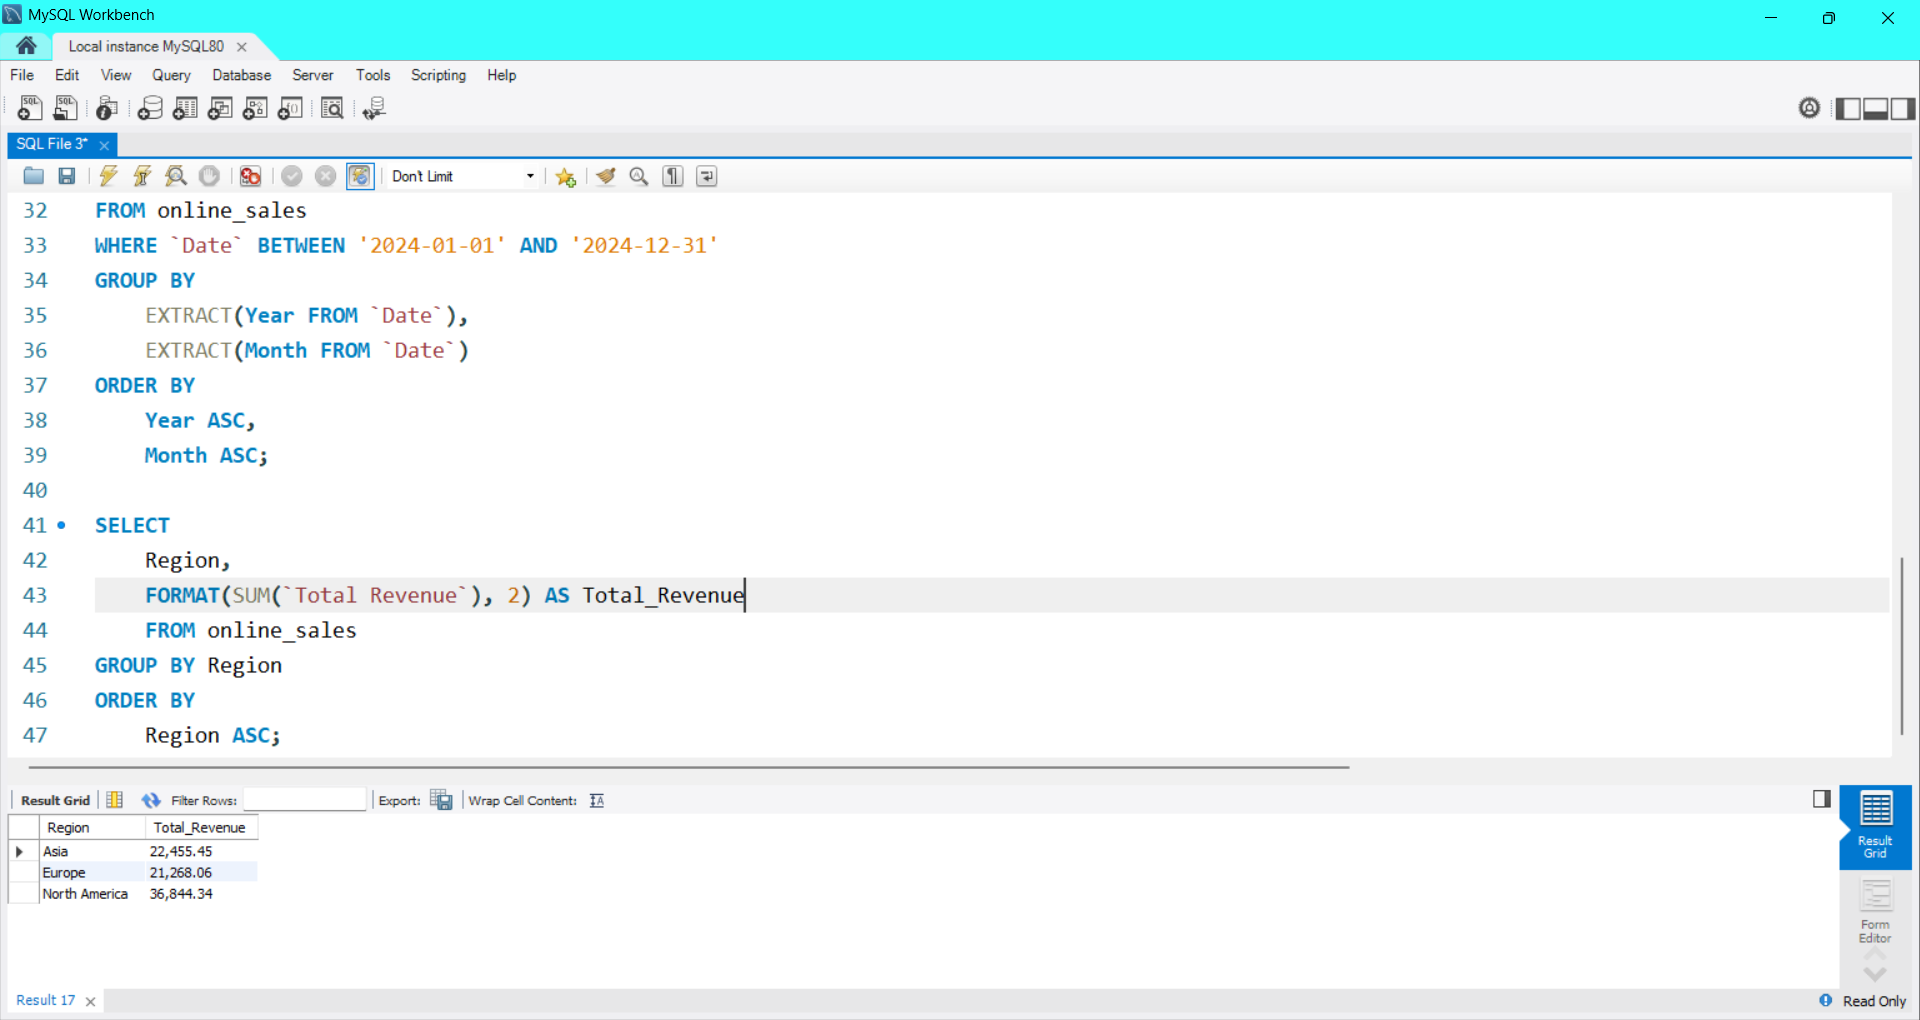 MySQL Workbench
Local instance MySQL80
File Edit View Query Database Server Tools Scripting Help
SQL File 3*
Don't Limit
32 FROM online_sales
33 WHERE `Date` BETWEEN '2024-01-01' AND '2024-12-31'
34 GROUP BY
35 EXTRACT(Year FROM `Date`),
36 EXTRACT(Month FROM `Date`)
37 ORDER BY
38 Year ASC,
39 Month ASC;
40
41 SELECT
42 Region,
43 FORMAT(SUM(`Total Revenue`), 2) AS Total_Revenue
44 FROM online_sales
45 GROUP BY Region
46 ORDER BY
47 Region ASC;
Result Grid Filter Rows: Export: Wrap Cell Content:
Region Total_Revenue
Asia 22,455.45
Europe 21,268.06
North America 36,844.34
Result
Grid
Form
Editor
Result 17 Read Only